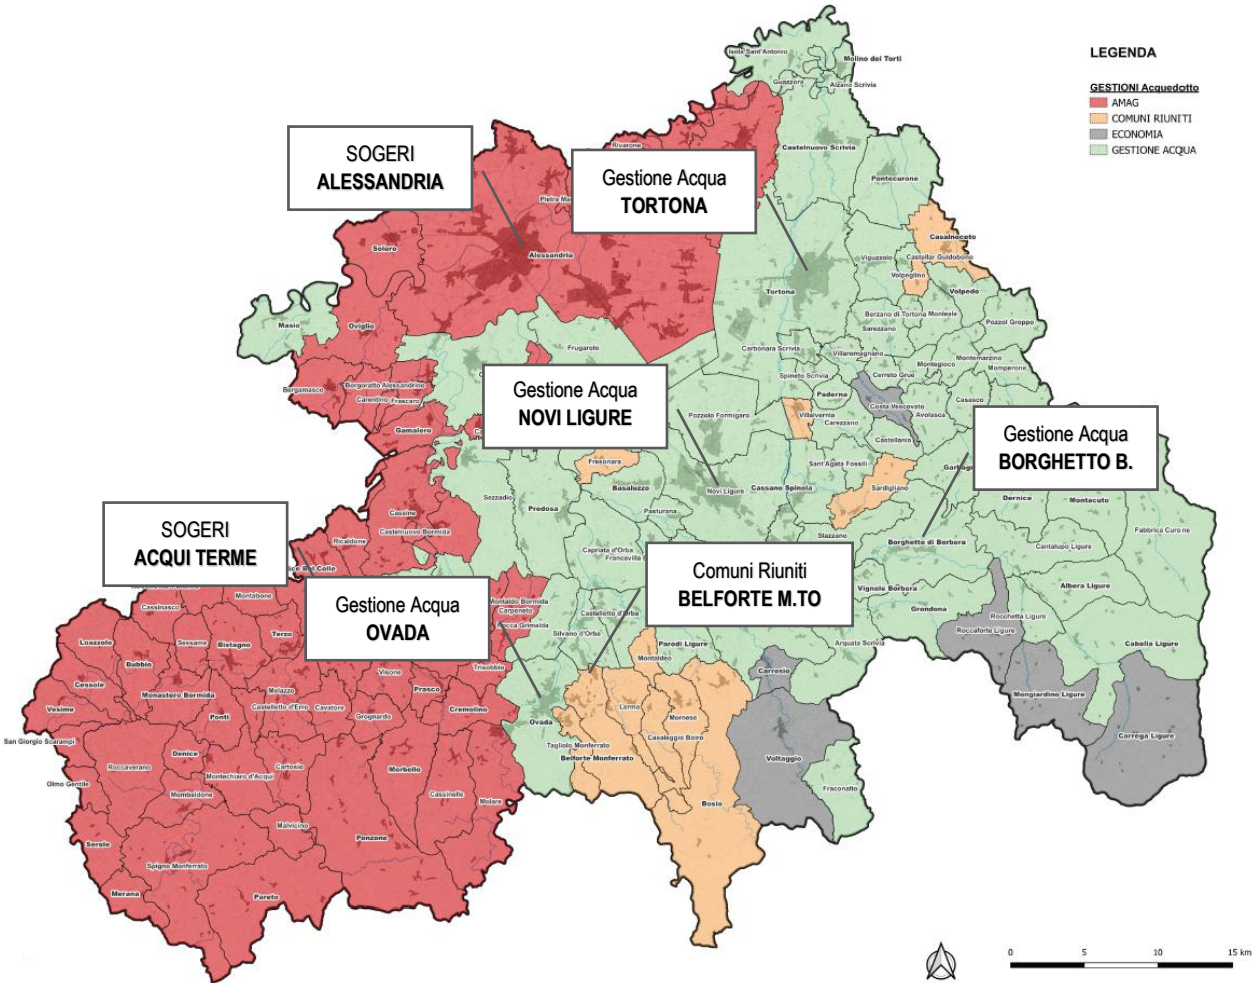 LEGENDA
GESTIONI Acquedotto
AMAG
COMUNI RIUNITI
ECONOMIA
GESTIONE ACQUA
SOGERI
ALESSANDRIA
Gestione Acqua
TORTONA
Gestione Acqua
NOVI LIGURE
Gestione Acqua
BORGHETTO B.
SOGERI
ACQUI TERME
Gestione Acqua
OVADA
Comuni Riuniti
BELFORTE M.TO
Isola Sant'Antonio
Molino dei Torti
Guazzora
Alzano Scrivia
Rivarone
Castelnuovo Scrivia
Pontecurone
Pietra Ma
Solero
Alessandria
Casalnoceto
Viguzzolo
Castellar Guidobono
Volpeglino
Volpedo
Tortona
Masio
Oviglio
Berzano di Tortona
Monleale
Sarezzano
Pozzol Groppo
Frugarolo
Carbonara Scrivia
Villaromagnano
Montegioco
Montemarzino
Momperone
Spineto Scrivia
Cerreto Grue
Bergamasco
Borgoratto Alessandrino
Carentino
Frascaro
Paderna
Costa Vescovato
Casasco
Avolasca
Pozzolo Formigaro
Villalvernia
Carezzano
Gamalero
Castellania
Fresonara
Sant'Agata Fossili
Garbagn
Basaluzzo
Novi Ligure
Cassano Spinola
Sardigliano
Sezzadio
Predosa
Pasturana
Dernice
Montacuto
Cassine
Castelnuovo Bormida
Ricaldone
Stazzano
Fabbrica Curone
Capriata d'Orba
Francavilla
Borghetto di Borbera
Cantalupo Ligure
ice Bel Colle
Albera Ligure
Vignole Borbera
Grondona
Montabone
Cassinasco
Montaldo Bormida
Carpeneto
Rocca Grimalda
Castelletto d'Orba
Rocchetta Ligure
Roccaforte Ligure
Loazzolo
Sessame
Bistagno
Terzo
Silvano d'Orba
Parodi Ligure
Arquata Scrivia
Cabella Ligure
Bubbio
Visone
Trisobbio
Montaldeo
Carrosio
Cessole
Monastero Bormida
Melazzo
Prasco
Mongiardino Ligure
Vesime
Castelletto d'Erro
Cavatore
Cremolino
Lerma
Ponti
Grognardo
Ovada
Mornese
San Giorgio Scarampi
Casaleggio Boiro
Carrega Ligure
Denice
Tagliolo Monferrato
Belforte Monferrato
Voltaggio
Roccaverano
Montechiaro d'Acqui
Cartosio
Morbello
Olmo Gentile
Mombaldone
Cassinelle
Molare
Bosio
Fraconalto
Malvicino
Ponzone
Serole
Spigno Monferrato
Merana
Pareto
0 5 10 15 km